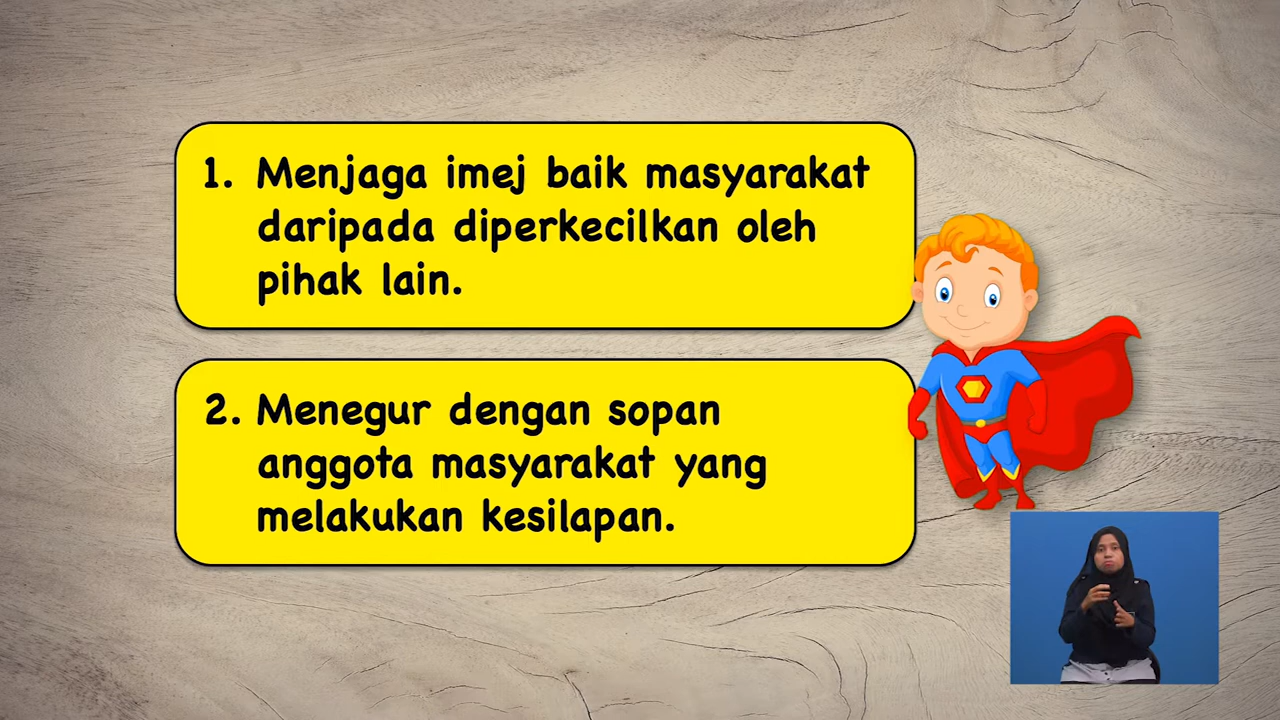 1. Menjaga imej baik masyarakat
daripada diperkecilkan oleh
pihak lain.
2. Menegur dengan sopan
anggota masyarakat yang
melakukan kesilapan.